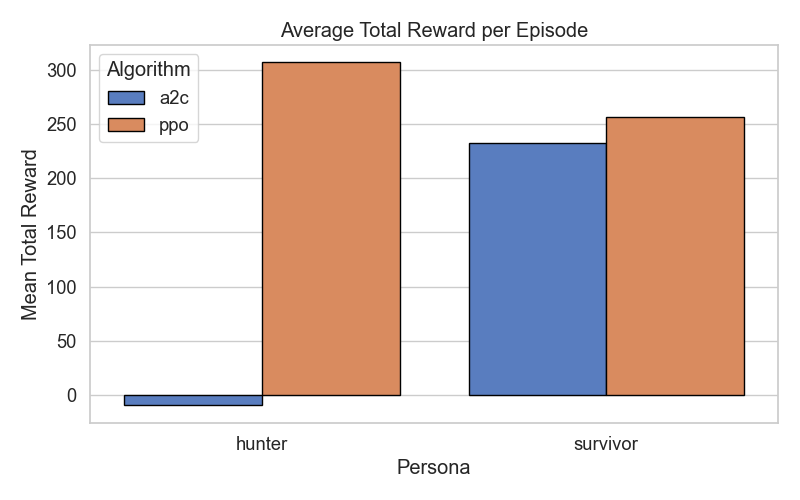 Average Total Reward per Episode
Algorithm
a2c
ppo
Mean Total Reward
300
250
200
150
100
50
0
hunter
survivor
Persona